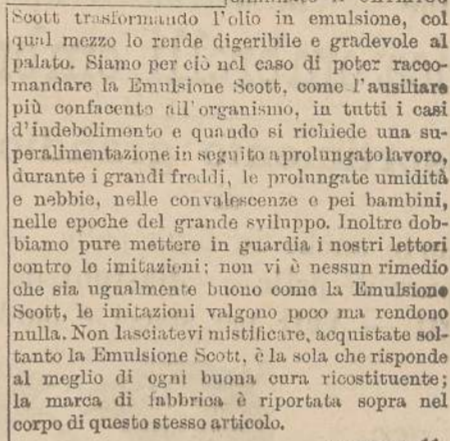 Scott trasformando l'olio in emulsione, col
qual mezzo lo rende digeribile e gradevole al
palato. Siamo per ciò nel caso di poter racco-
mandare la Emulsione Scott, come l'ausiliare
più confacente all'organismo, in tutti i casi
d'indebolimento e quando si richiede una su-
peralimentazione in seguito a prolungato lavoro,
durante i grandi freddi, le prolungate umidità
e nebbie, nelle convalescenze e pei bambini,
nelle epoche del grande sviluppo. Inoltre dob-
biamo pure mettere in guardia i nostri lettori
contro le imitazioni; non vi è nessun rimedio
che sia ugualmente buono come la Emulsione
Scott, le imitazioni valgono poco ma rendono
nulla. Non lasciatevi mistificare, acquistate sol-
tanto la Emulsione Scott, è la sola che risponde
al meglio di ogni buona cura ricostituente;
la marca di fabbrica è riportata sopra nel
corpo di questo stesso articolo.